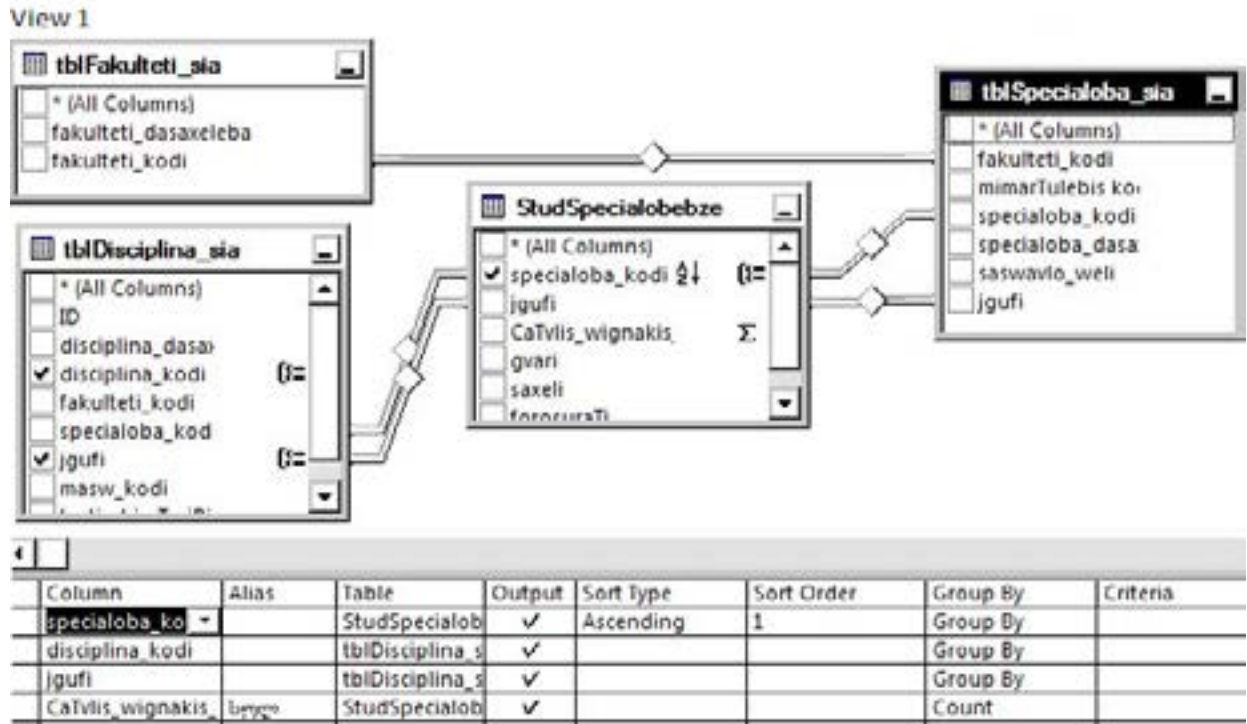 View 1
tblFakulteti_sia
* (All Columns)
fakulteti_dasaxeleba
fakulteti_kodi
tblSpecialoba_sia
* (All Columns)
fakulteti_kodi
mimarTulebis ko
specialoba_kodi
specialoba_dasa
saswavlo_weli
jgufi
StudSpecialobebze
* (All Columns)
specialoba_kodi
jgufi
CaTvlis_wignakis_
gvari
saxeli
tblDisciplina_sia
* (All Columns)
ID
disciplina_dasax
disciplina_kodi
fakulteti_kodi
specialoba_kod
jgufi
masw_kodi
Column Alias Table Output Sort Type Sort Order Group By Criteria
specialoba_ko StudSpecialob Ascending 1 Group By
disciplina_kodi tblDisciplina_s Group By
jgufi tblDisciplina_s Group By
CaTvlis_wignakis_ StudSpecialob Count